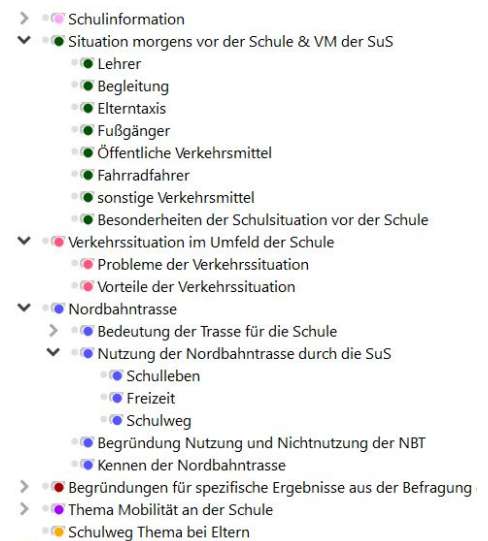 Schulinformation
Situation morgens vor der Schule & VM der SuS
Lehrer
Begleitung
Elterntaxis
Fußgänger
Öffentliche Verkehrsmittel
Fahrradfahrer
sonstige Verkehrsmittel
Besonderheiten der Schulsituation vor der Schule
Verkehrssituation im Umfeld der Schule
Probleme der Verkehrssituation
Vorteile der Verkehrssituation
Nordbahntrasse
Bedeutung der Trasse für die Schule
Nutzung der Nordbahntrasse durch die SuS
Schulleben
Freizeit
Schulweg
Begründung Nutzung und Nichtnutzung der NBT
Kennen der Nordbahntrasse
Begründungen für spezifische Ergebnisse aus der Befragung
Thema Mobilität an der Schule
Schulweg Thema bei Eltern